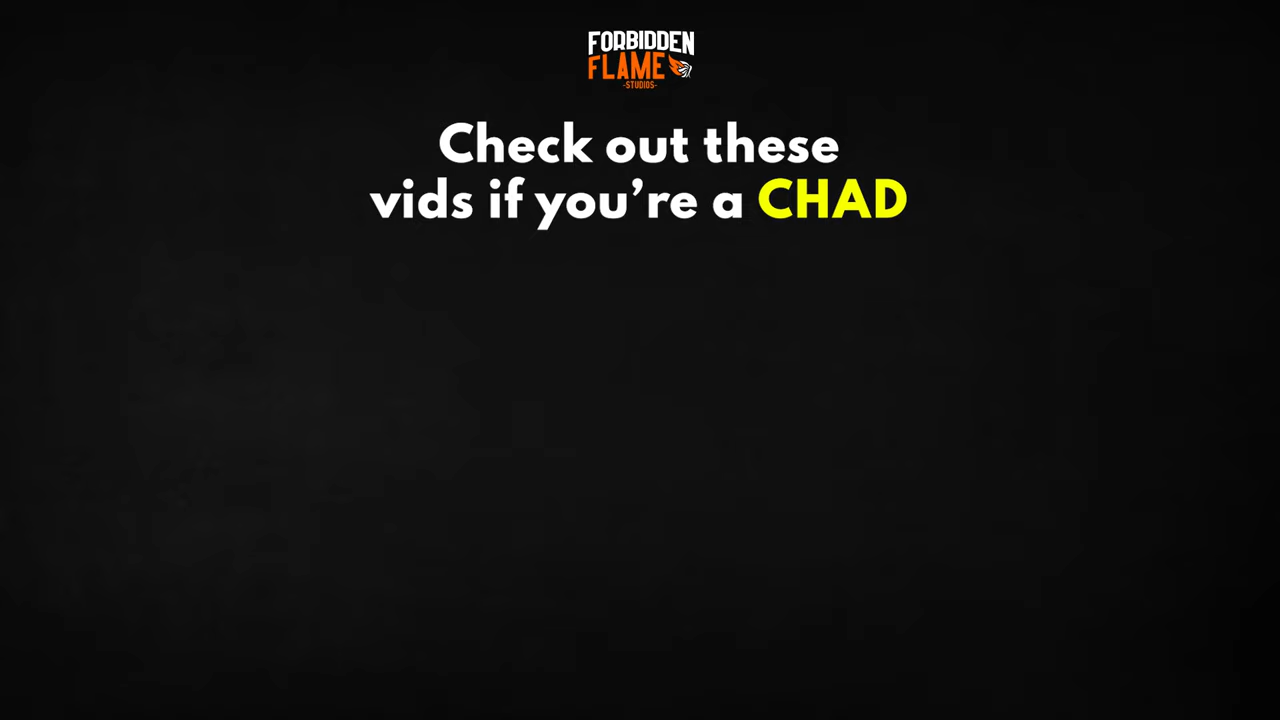 FORBIDDEN
FLAME
-STUDIOS-
Check out these
vids if you’re a CHAD